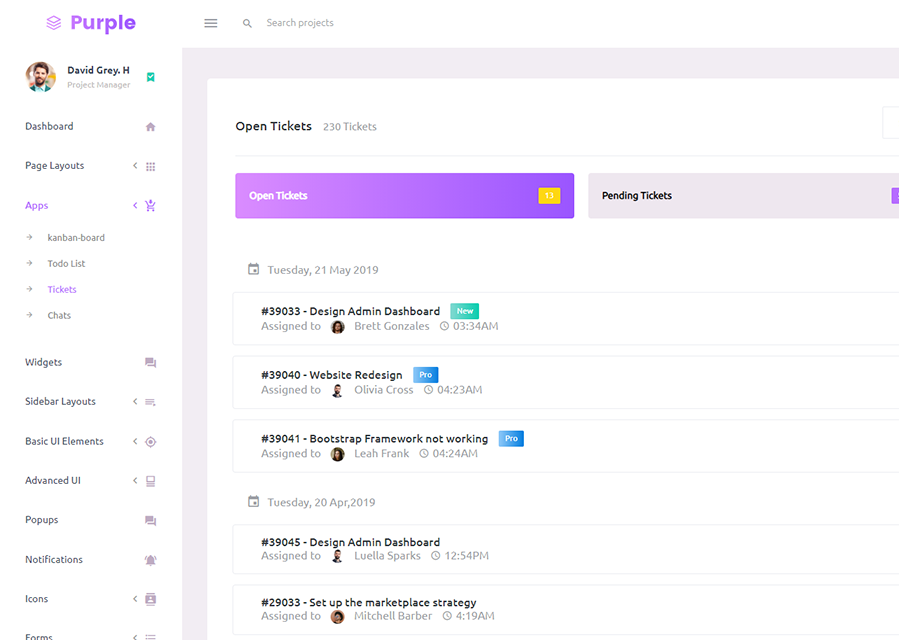 Purple
Search projects
David Grey. H
Project Manager
Dashboard
Page Layouts
Apps
kanban-board
Todo List
Tickets
Chats
Widgets
Sidebar Layouts
Basic UI Elements
Advanced UI
Popups
Notifications
Icons
Forms
Open Tickets 230 Tickets
Open Tickets 13
Pending Tickets
Tuesday, 21 May 2019
#39033 - Design Admin Dashboard New
Assigned to Brett Gonzales 03:34AM
#39040 - Website Redesign Pro
Assigned to Olivia Cross 04:23AM
#39041 - Bootstrap Framework not working Pro
Assigned to Leah Frank 04:24AM
Tuesday, 20 Apr,2019
#39045 - Design Admin Dashboard
Assigned to Luella Sparks 12:54PM
#29033 - Set up the marketplace strategy
Assigned to Mitchell Barber 4:19AM